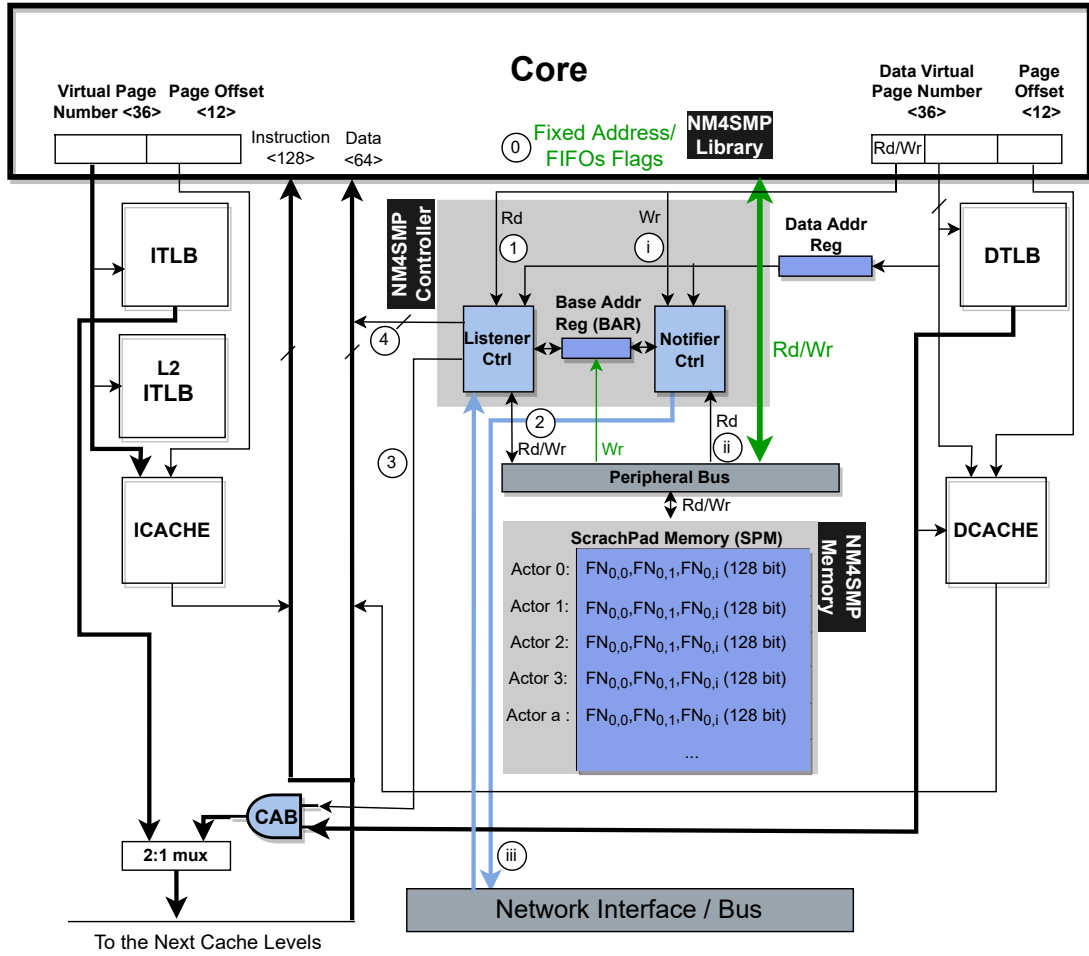 Core
Virtual Page
Number <36>
Page Offset
<12>
Instruction
<128>
Data
<64>
0
Fixed Address/
FIFOs Flags
NM4SMP
Library
Data Virtual
Page Number
<36>
Page
Offset
<12>
Rd/Wr
ITLB
L2
ITLB
ICACHE
NM4SMP
Controller
Rd
1
Wr
i
Data Addr
Reg
DTLB
4
Listener
Ctrl
Base Addr
Reg (BAR)
Notifier
Ctrl
Rd/Wr
2
3
Rd/Wr
Wr
Rd
ii
Peripheral Bus
Rd/Wr
DCACHE
ScrachPad Memory (SPM)
NM4SMP
Memory
Actor 0: FN0,0,FN0,1,FN0,i (128 bit)
Actor 1: FN0,0,FN0,1,FN0,i (128 bit)
Actor 2: FN0,0,FN0,1,FN0,i (128 bit)
Actor 3: FN0,0,FN0,1,FN0,i (128 bit)
Actor a : FN0,0,FN0,1,FN0,i (128 bit)
...
CAB
2:1 mux
iii
Network Interface / Bus
To the Next Cache Levels